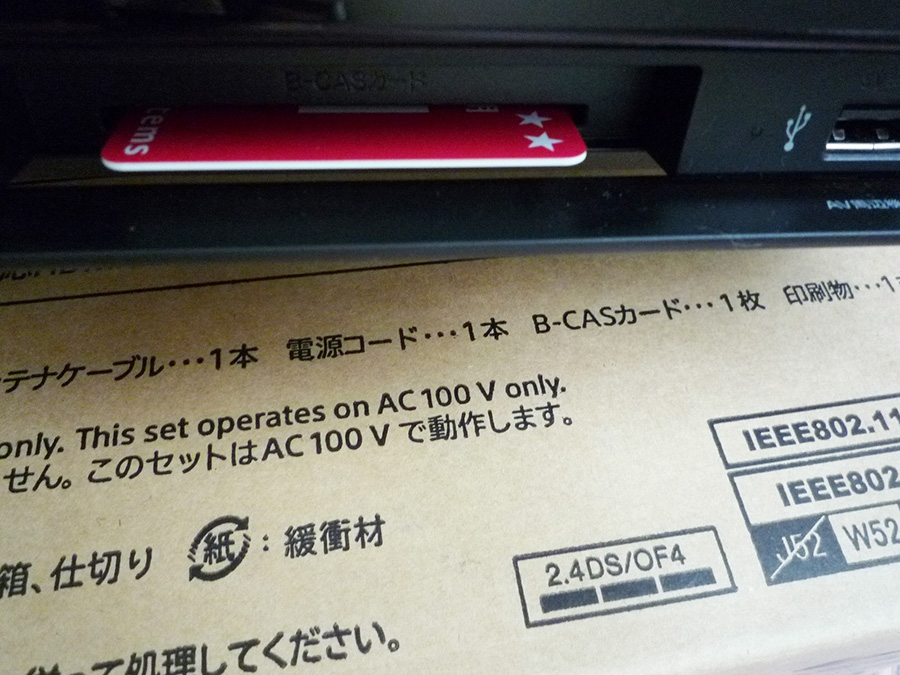 B-CASカード
tems
テナケーブル・・・1本　電源コード・・・1本　B-CASカード・・・1枚　印刷物・・・1
only. This set operates on AC 100 V only.
せん。このセットはAC 100 V で動作します。
IEEE802.11
IEEE802
J52 W52
箱、仕切り 紙：緩衝材
2.4DS/OF4
処理してください。